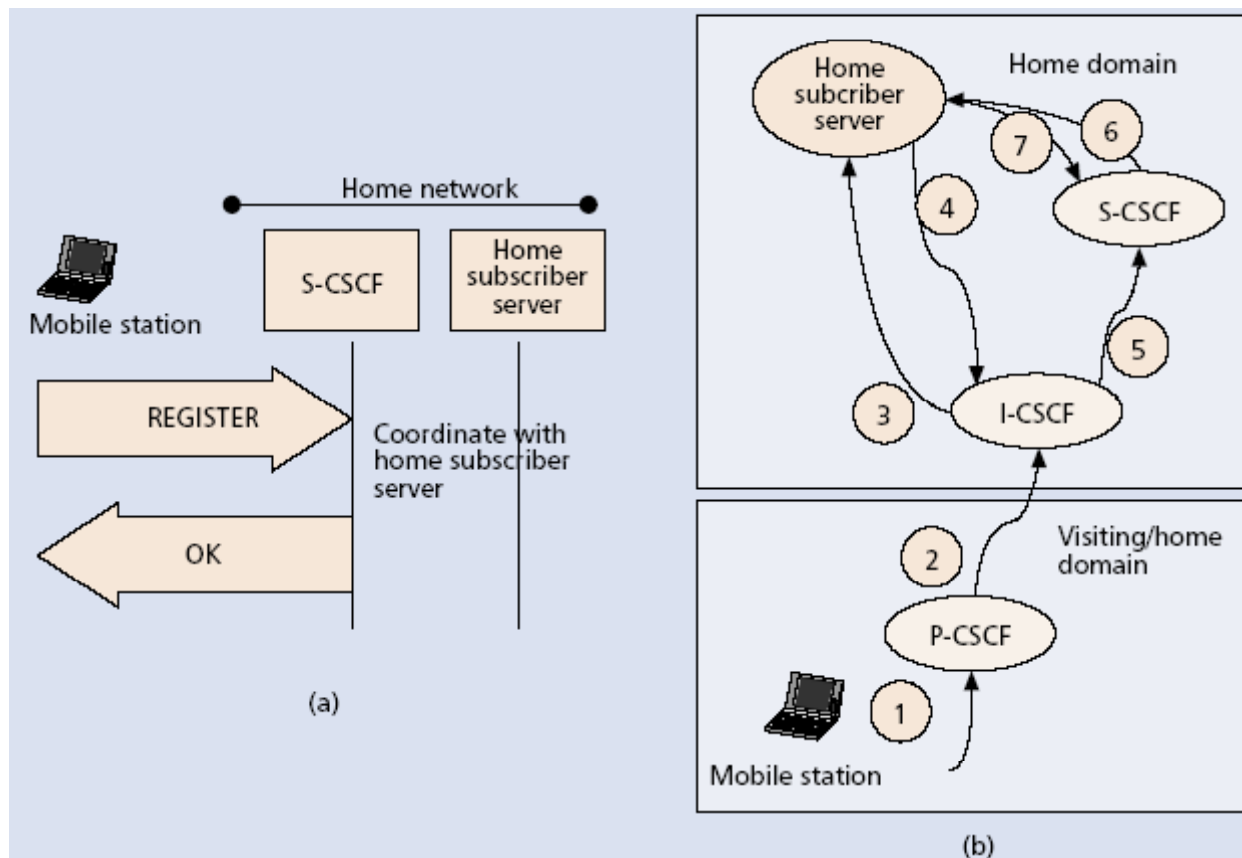 Home network
S-CSCF
Home
subscriber
server
Mobile station
REGISTER
Coordinate with
home subscriber
server
OK
(a)
Home
subcriber
server
Home domain
6
7
4
S-CSCF
5
3
I-CSCF
Visiting/home
domain
2
P-CSCF
1
Mobile station
(b)